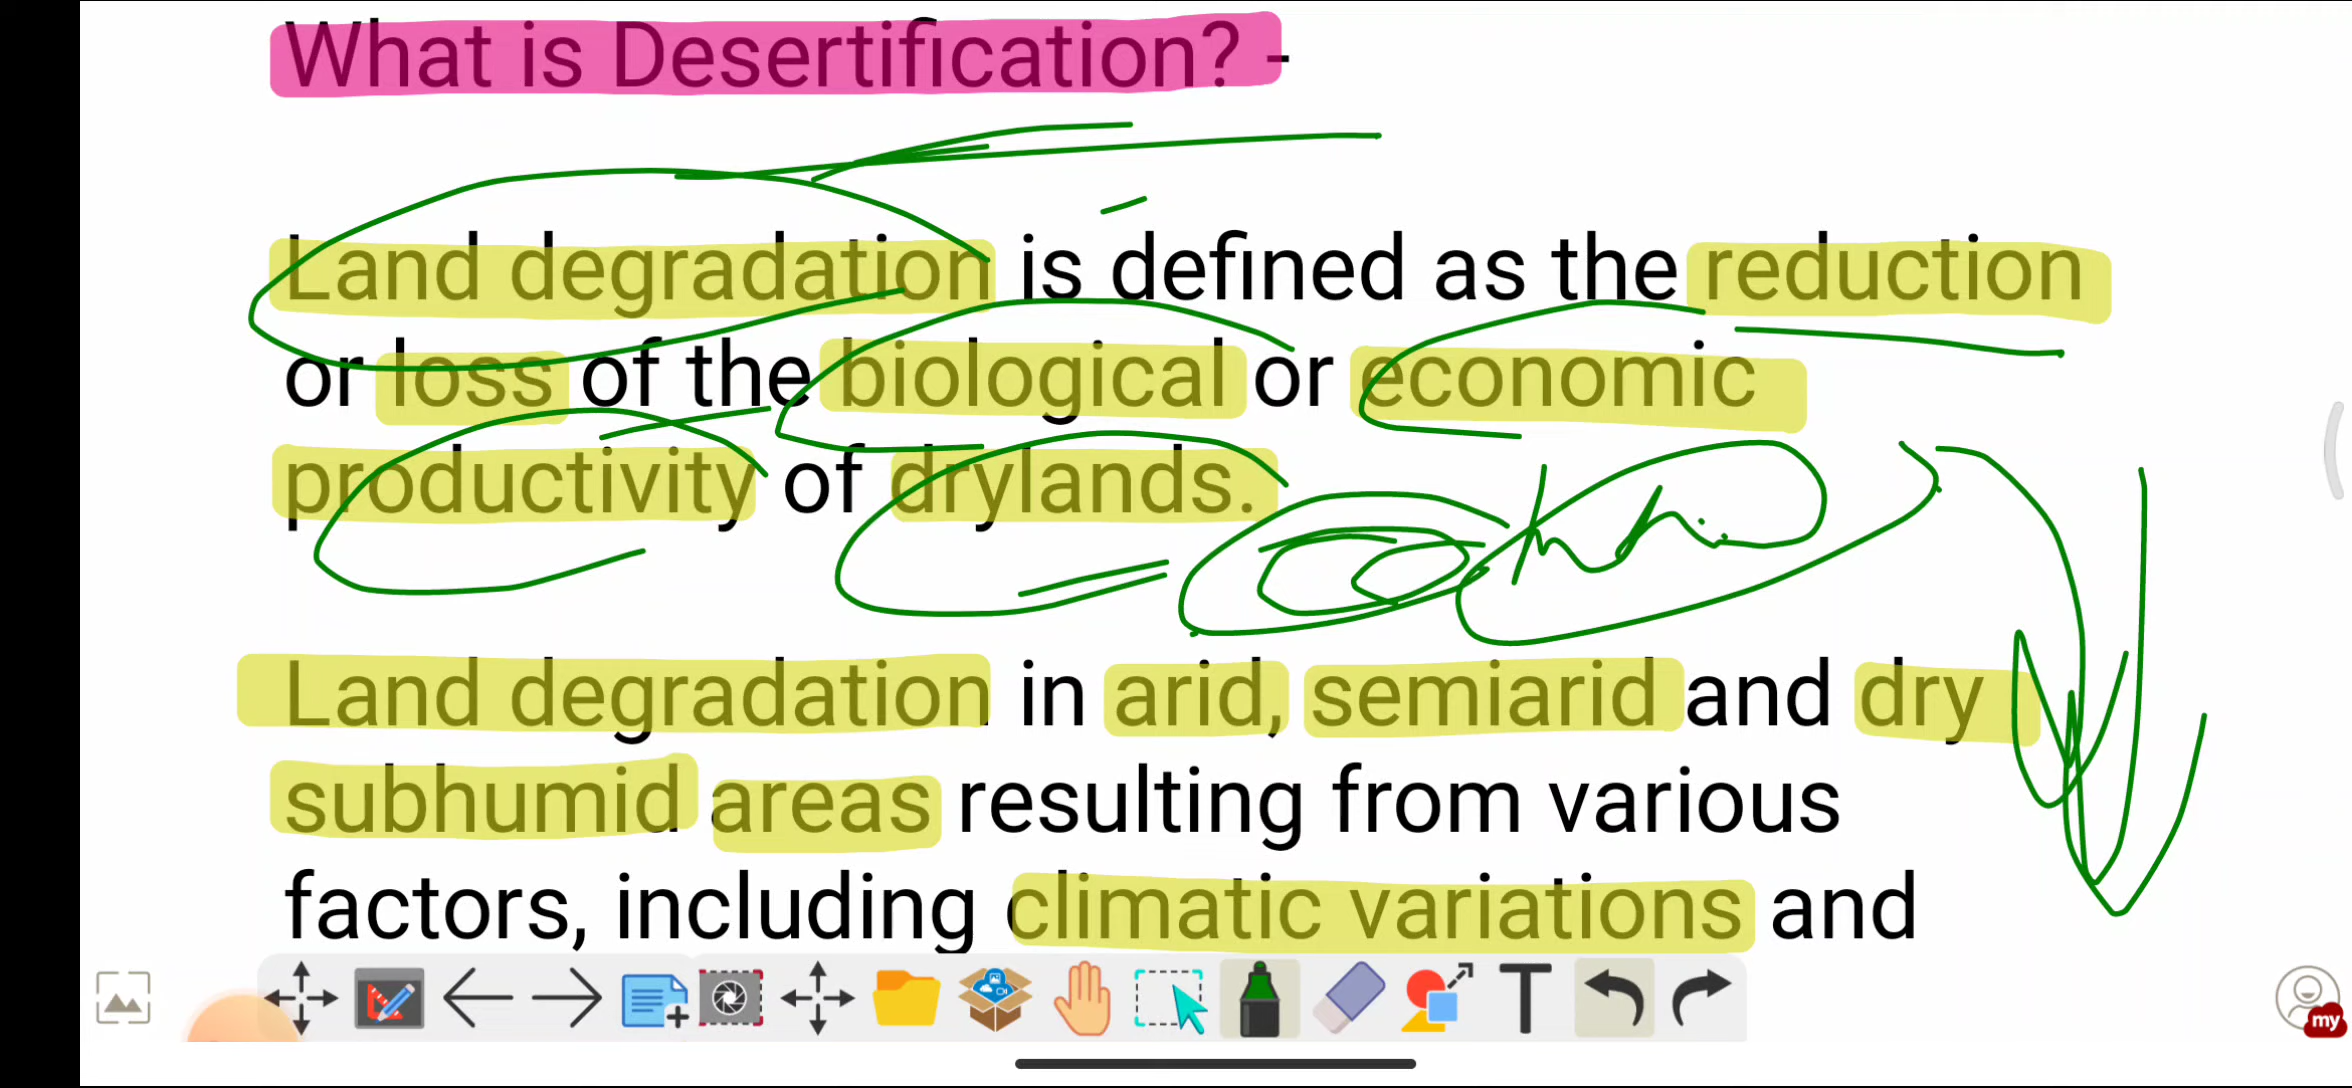 What is Desertification? -
Land degradation is defined as the reduction
or loss of the biological or economic
productivity of drylands.
Land degradation in arid, semiarid and dry
subhumid areas resulting from various
factors, including climatic variations and
my